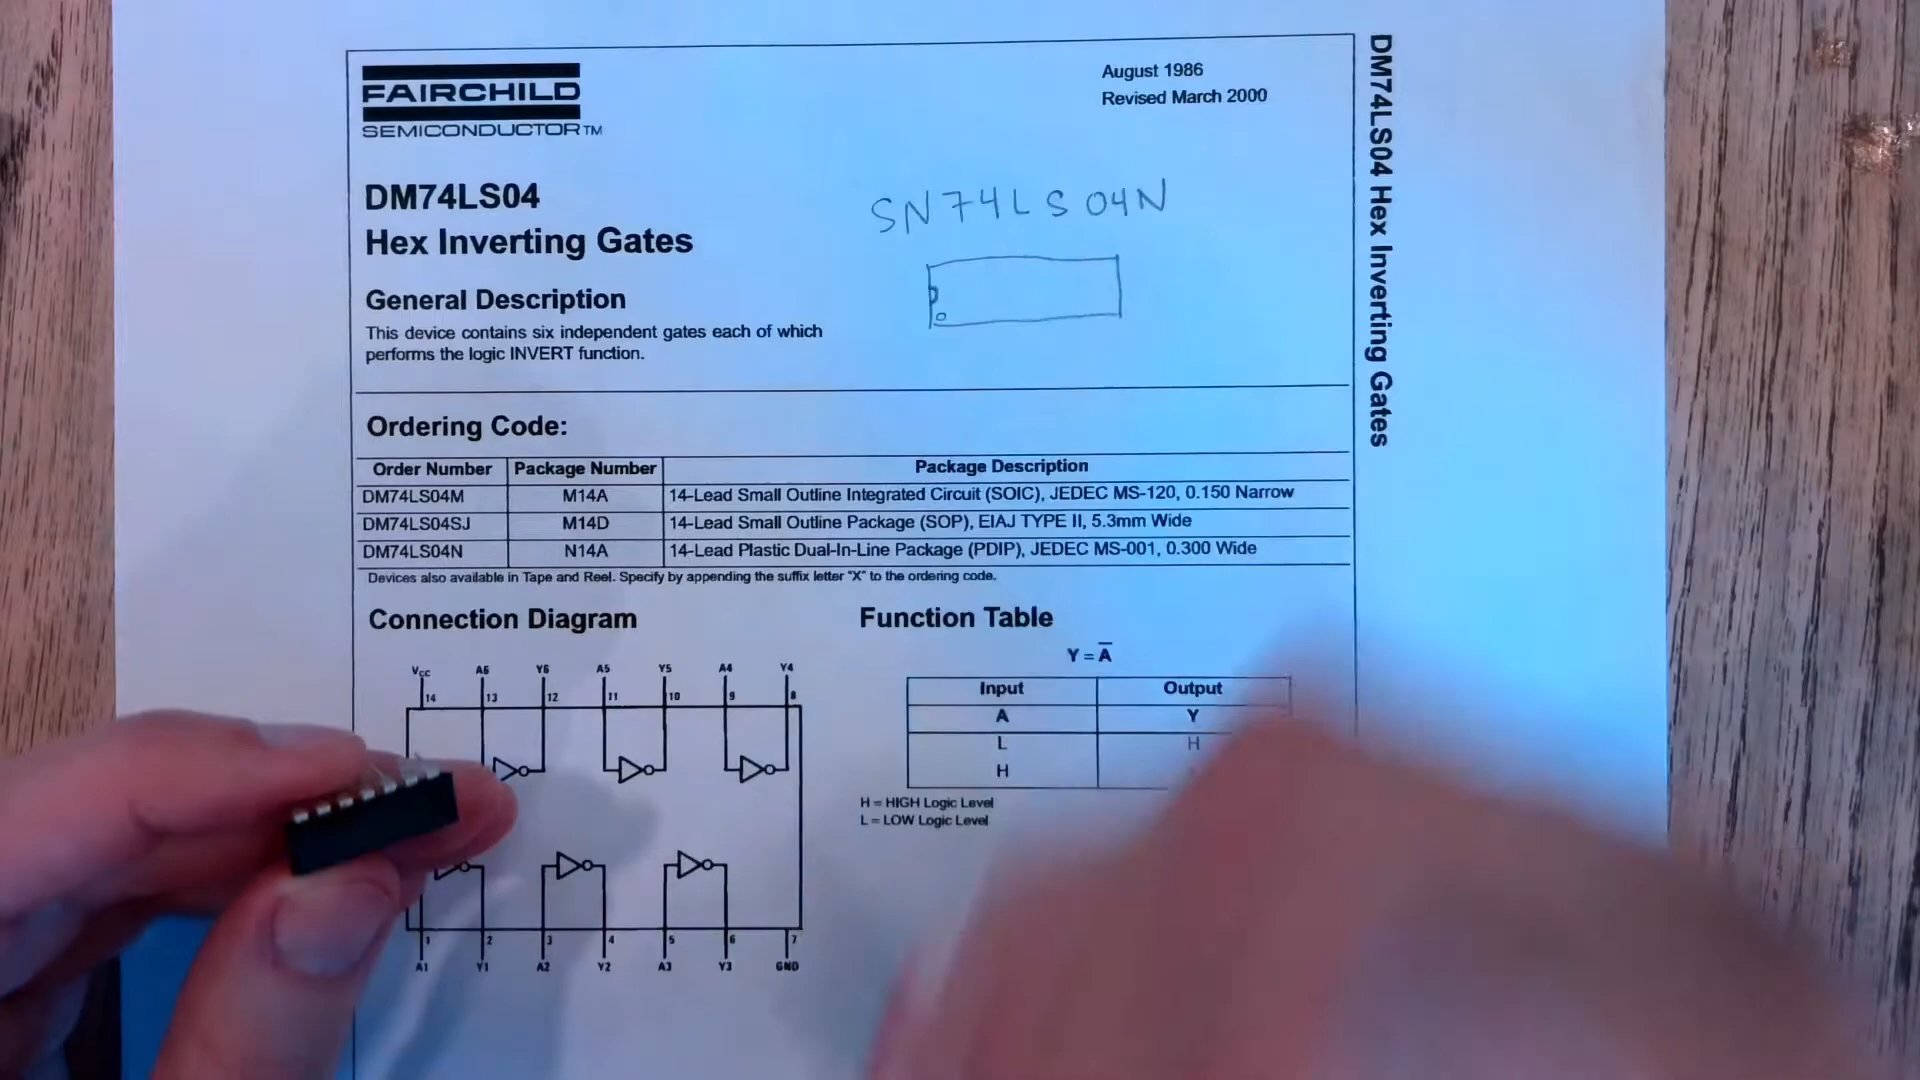 FAIRCHILD
SEMICONDUCTOR TM
August 1986
Revised March 2000
DM74LS04
Hex Inverting Gates
SN74LS04N
General Description
This device contains six independent gates each of which
performs the logic INVERT function.
Ordering Code:
Order Number Package Number Package Description
DM74LS04M M14A 14-Lead Small Outline Integrated Circuit (SOIC), JEDEC MS-120, 0.150 Narrow
DM74LS04SJ M14D 14-Lead Small Outline Package (SOP), EIAJ TYPE II, 5.3mm Wide
DM74LS04N N14A 14-Lead Plastic Dual-In-Line Package (PDIP), JEDEC MS-001, 0.300 Wide
Devices also available in Tape and Reel. Specify by appending the suffix letter "X" to the ordering code.
Connection Diagram
VCC A6 Y6 A5 Y5 A4 Y4
14 13 12 11 10 9 8
1 2 3 4 5 6 7
A1 Y1 A2 Y2 A3 Y3 GND
Function Table
Y = A̅
Input Output
A Y
L H
H
H = HIGH Logic Level
L = LOW Logic Level
DM74LS04 Hex Inverting Gates